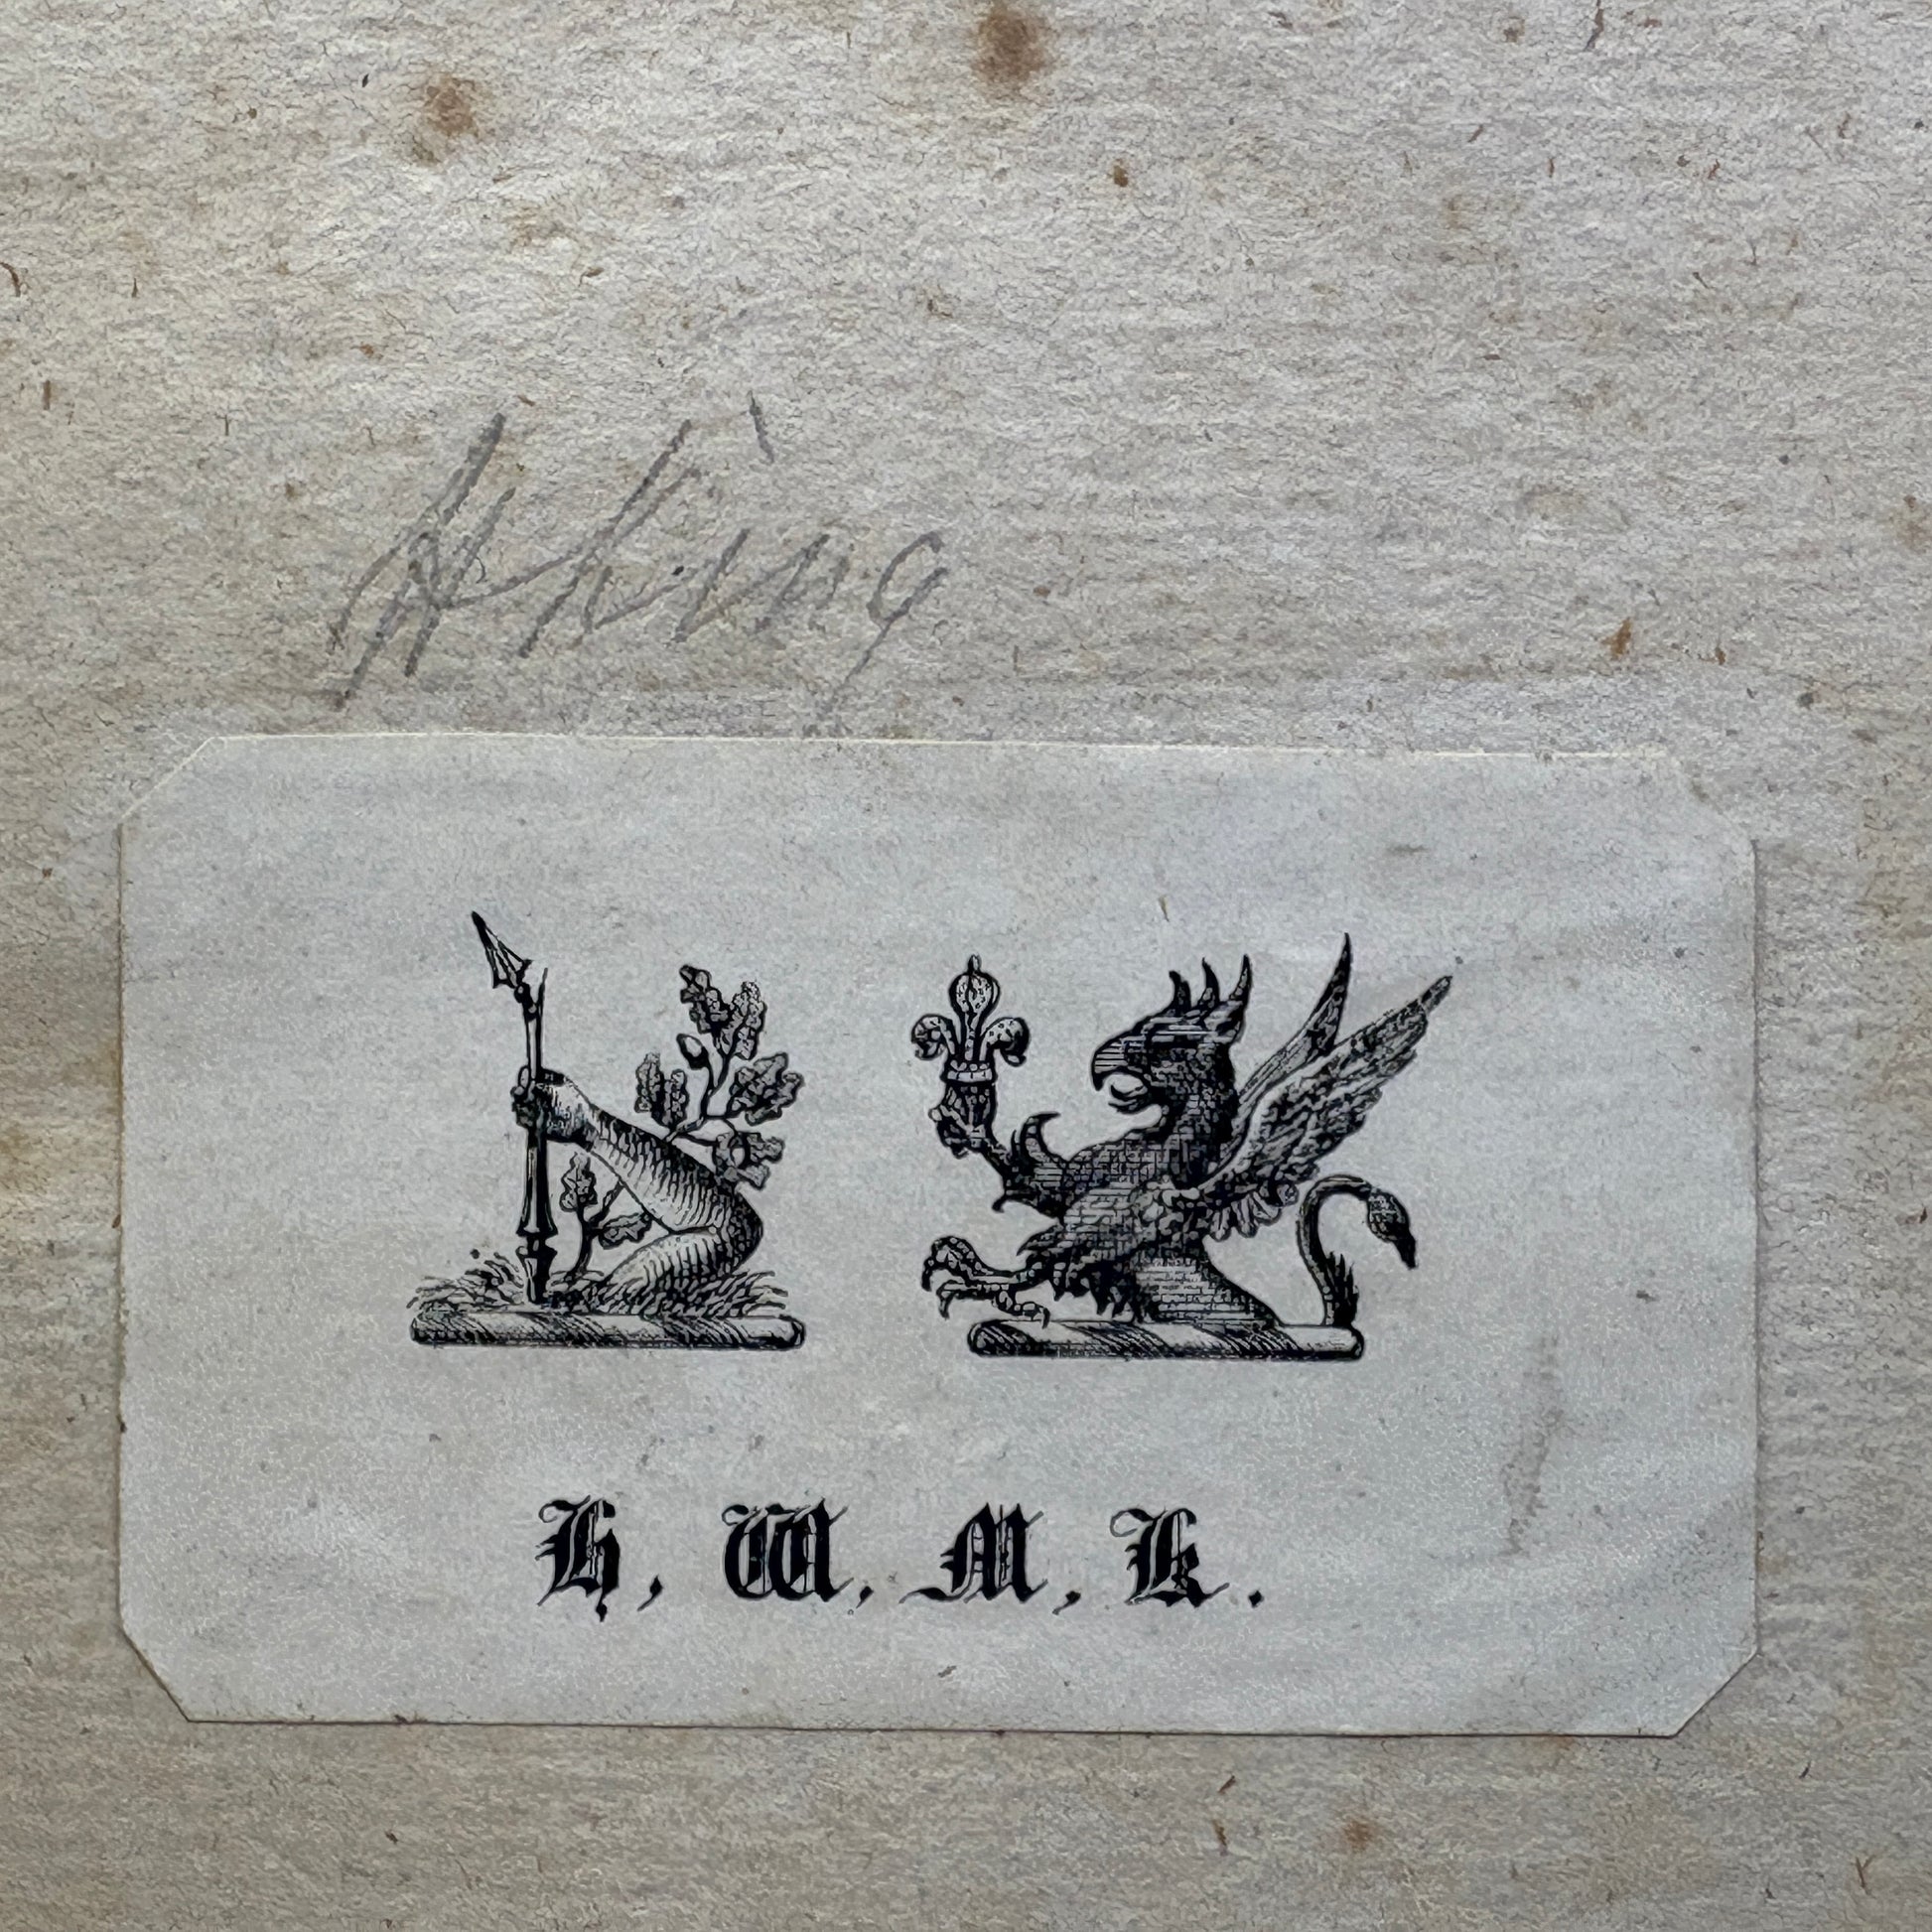 H King
H. W. M. K.